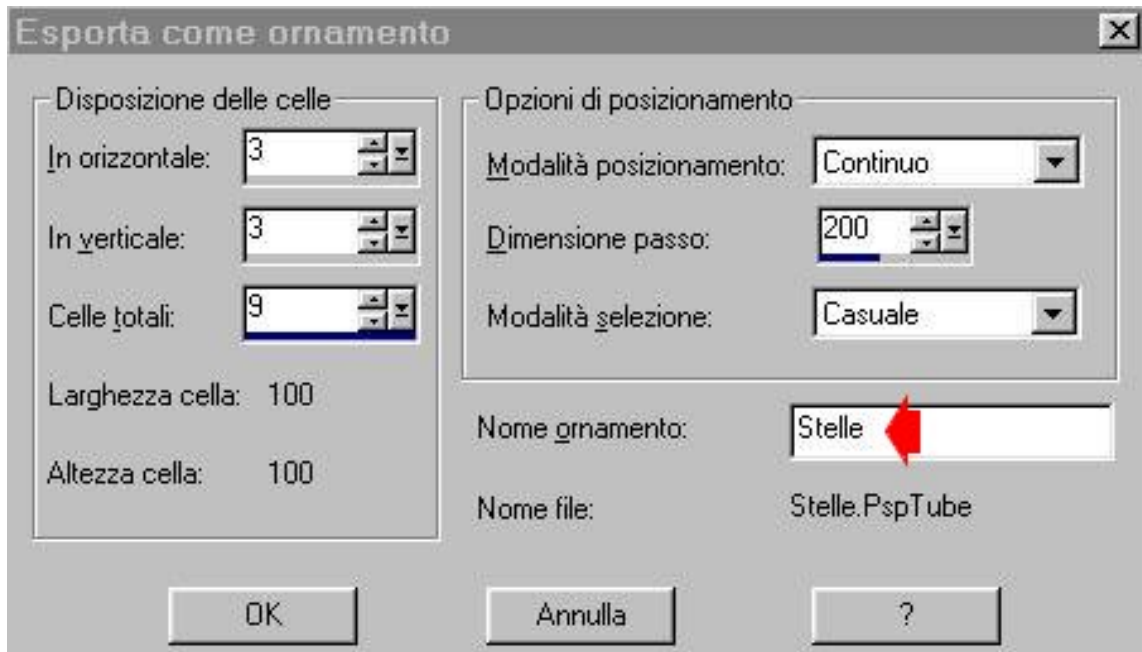 Esporta come ornamento
Disposizione delle celle
In orizzontale: 3
In verticale: 3
Celle totali: 9
Larghezza cella: 100
Altezza cella: 100
Opzioni di posizionamento
Modalità posizionamento: Continuo
Dimensione passo: 200
Modalità selezione: Casuale
Nome ornamento: Stelle
Nome file: Stelle.PspTube
OK Annulla ?